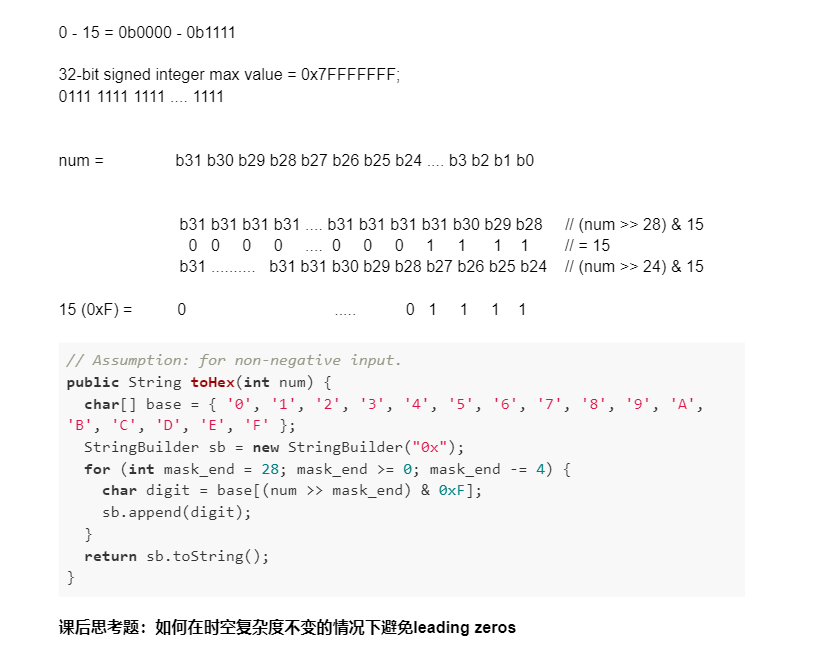 0 - 15 = 0b0000 - 0b1111
32-bit signed integer max value = 0x7FFFFFFF;
0111 1111 1111 .... 1111
num = b31 b30 b29 b28 b27 b26 b25 b24 .... b3 b2 b1 b0
b31 b31 b31 b31 .... b31 b31 b31 b31 b30 b29 b28 // (num >> 28) & 15
0 0 0 0 .... 0 0 0 1 1 1 1 // = 15
b31 .......... b31 b31 b30 b29 b28 b27 b26 b25 b24 // (num >> 24) & 15
15 (0xF) = 0 ..... 0 1 1 1 1
// Assumption: for non-negative input.
public String toHex(int num) {
char[] base = { '0', '1', '2', '3', '4', '5', '6', '7', '8', '9', 'A',
'B', 'C', 'D', 'E', 'F' };
StringBuilder sb = new StringBuilder("0x");
for (int mask_end = 28; mask_end >= 0; mask_end -= 4) {
char digit = base[(num >> mask_end) & 0xF];
sb.append(digit);
}
return sb.toString();
}
课后思考题：如何在时空复杂度不变的情况下避免leading zeros